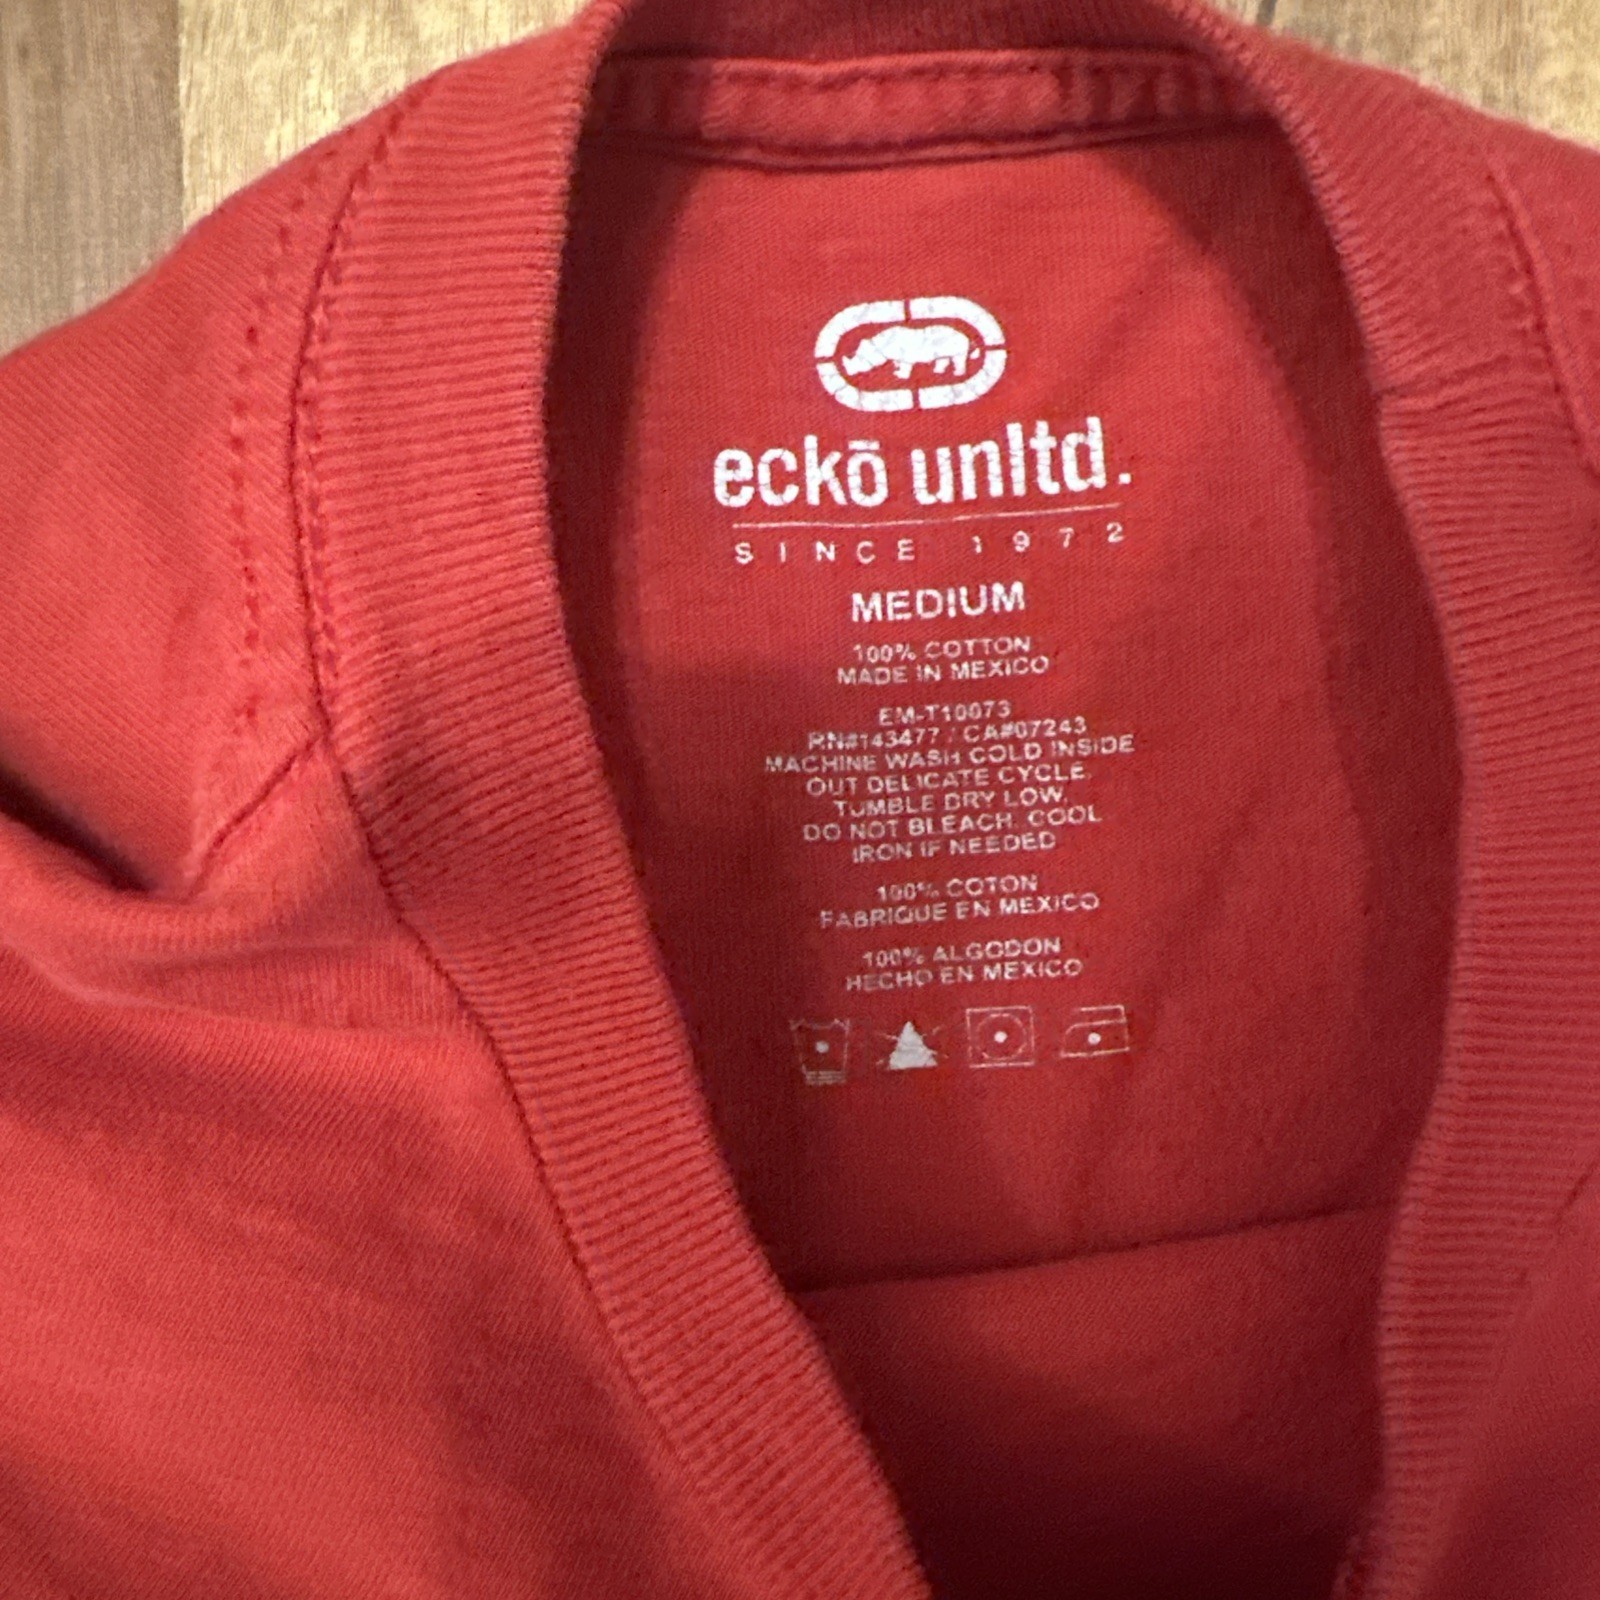 eckō unltd.
SINCE 1972
MEDIUM
100% COTTON
MADE IN MEXICO
EM-T10073
RN#143477 / CA#07243
MACHINE WASH COLD INSIDE
OUT DELICATE CYCLE,
TUMBLE DRY LOW,
DO NOT BLEACH, COOL
IRON IF NEEDED
100% COTON
FABRIQUE EN MEXICO
100% ALGODON
HECHO EN MEXICO